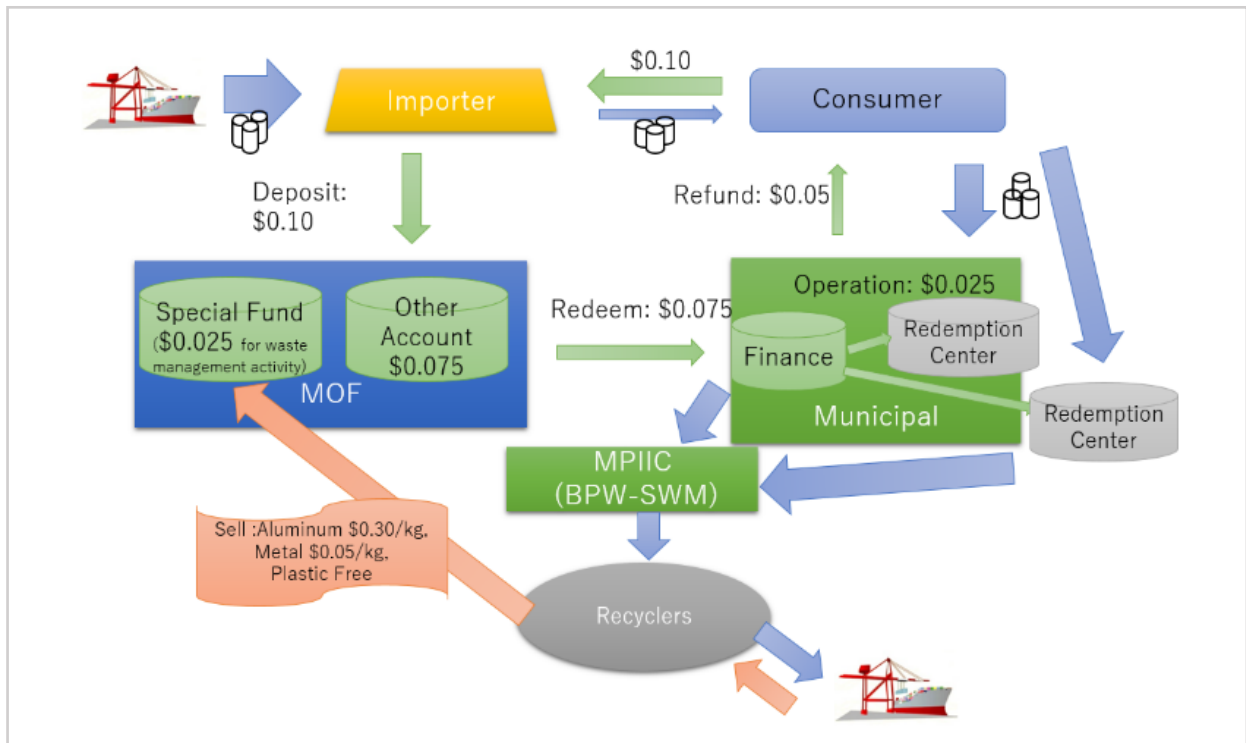 $0.10
Importer
Consumer
Deposit:
$0.10
Refund: $0.05
Special Fund
($0.025 for waste
management activity)
Other
Account
$0.075
MOF
Redeem: $0.075
Operation: $0.025
Redemption
Center
Finance
Municipal
Redemption
Center
MPIIC
(BPW-SWM)
Sell :Aluminum $0.30/kg,
Metal $0.05/kg,
Plastic Free
Recyclers